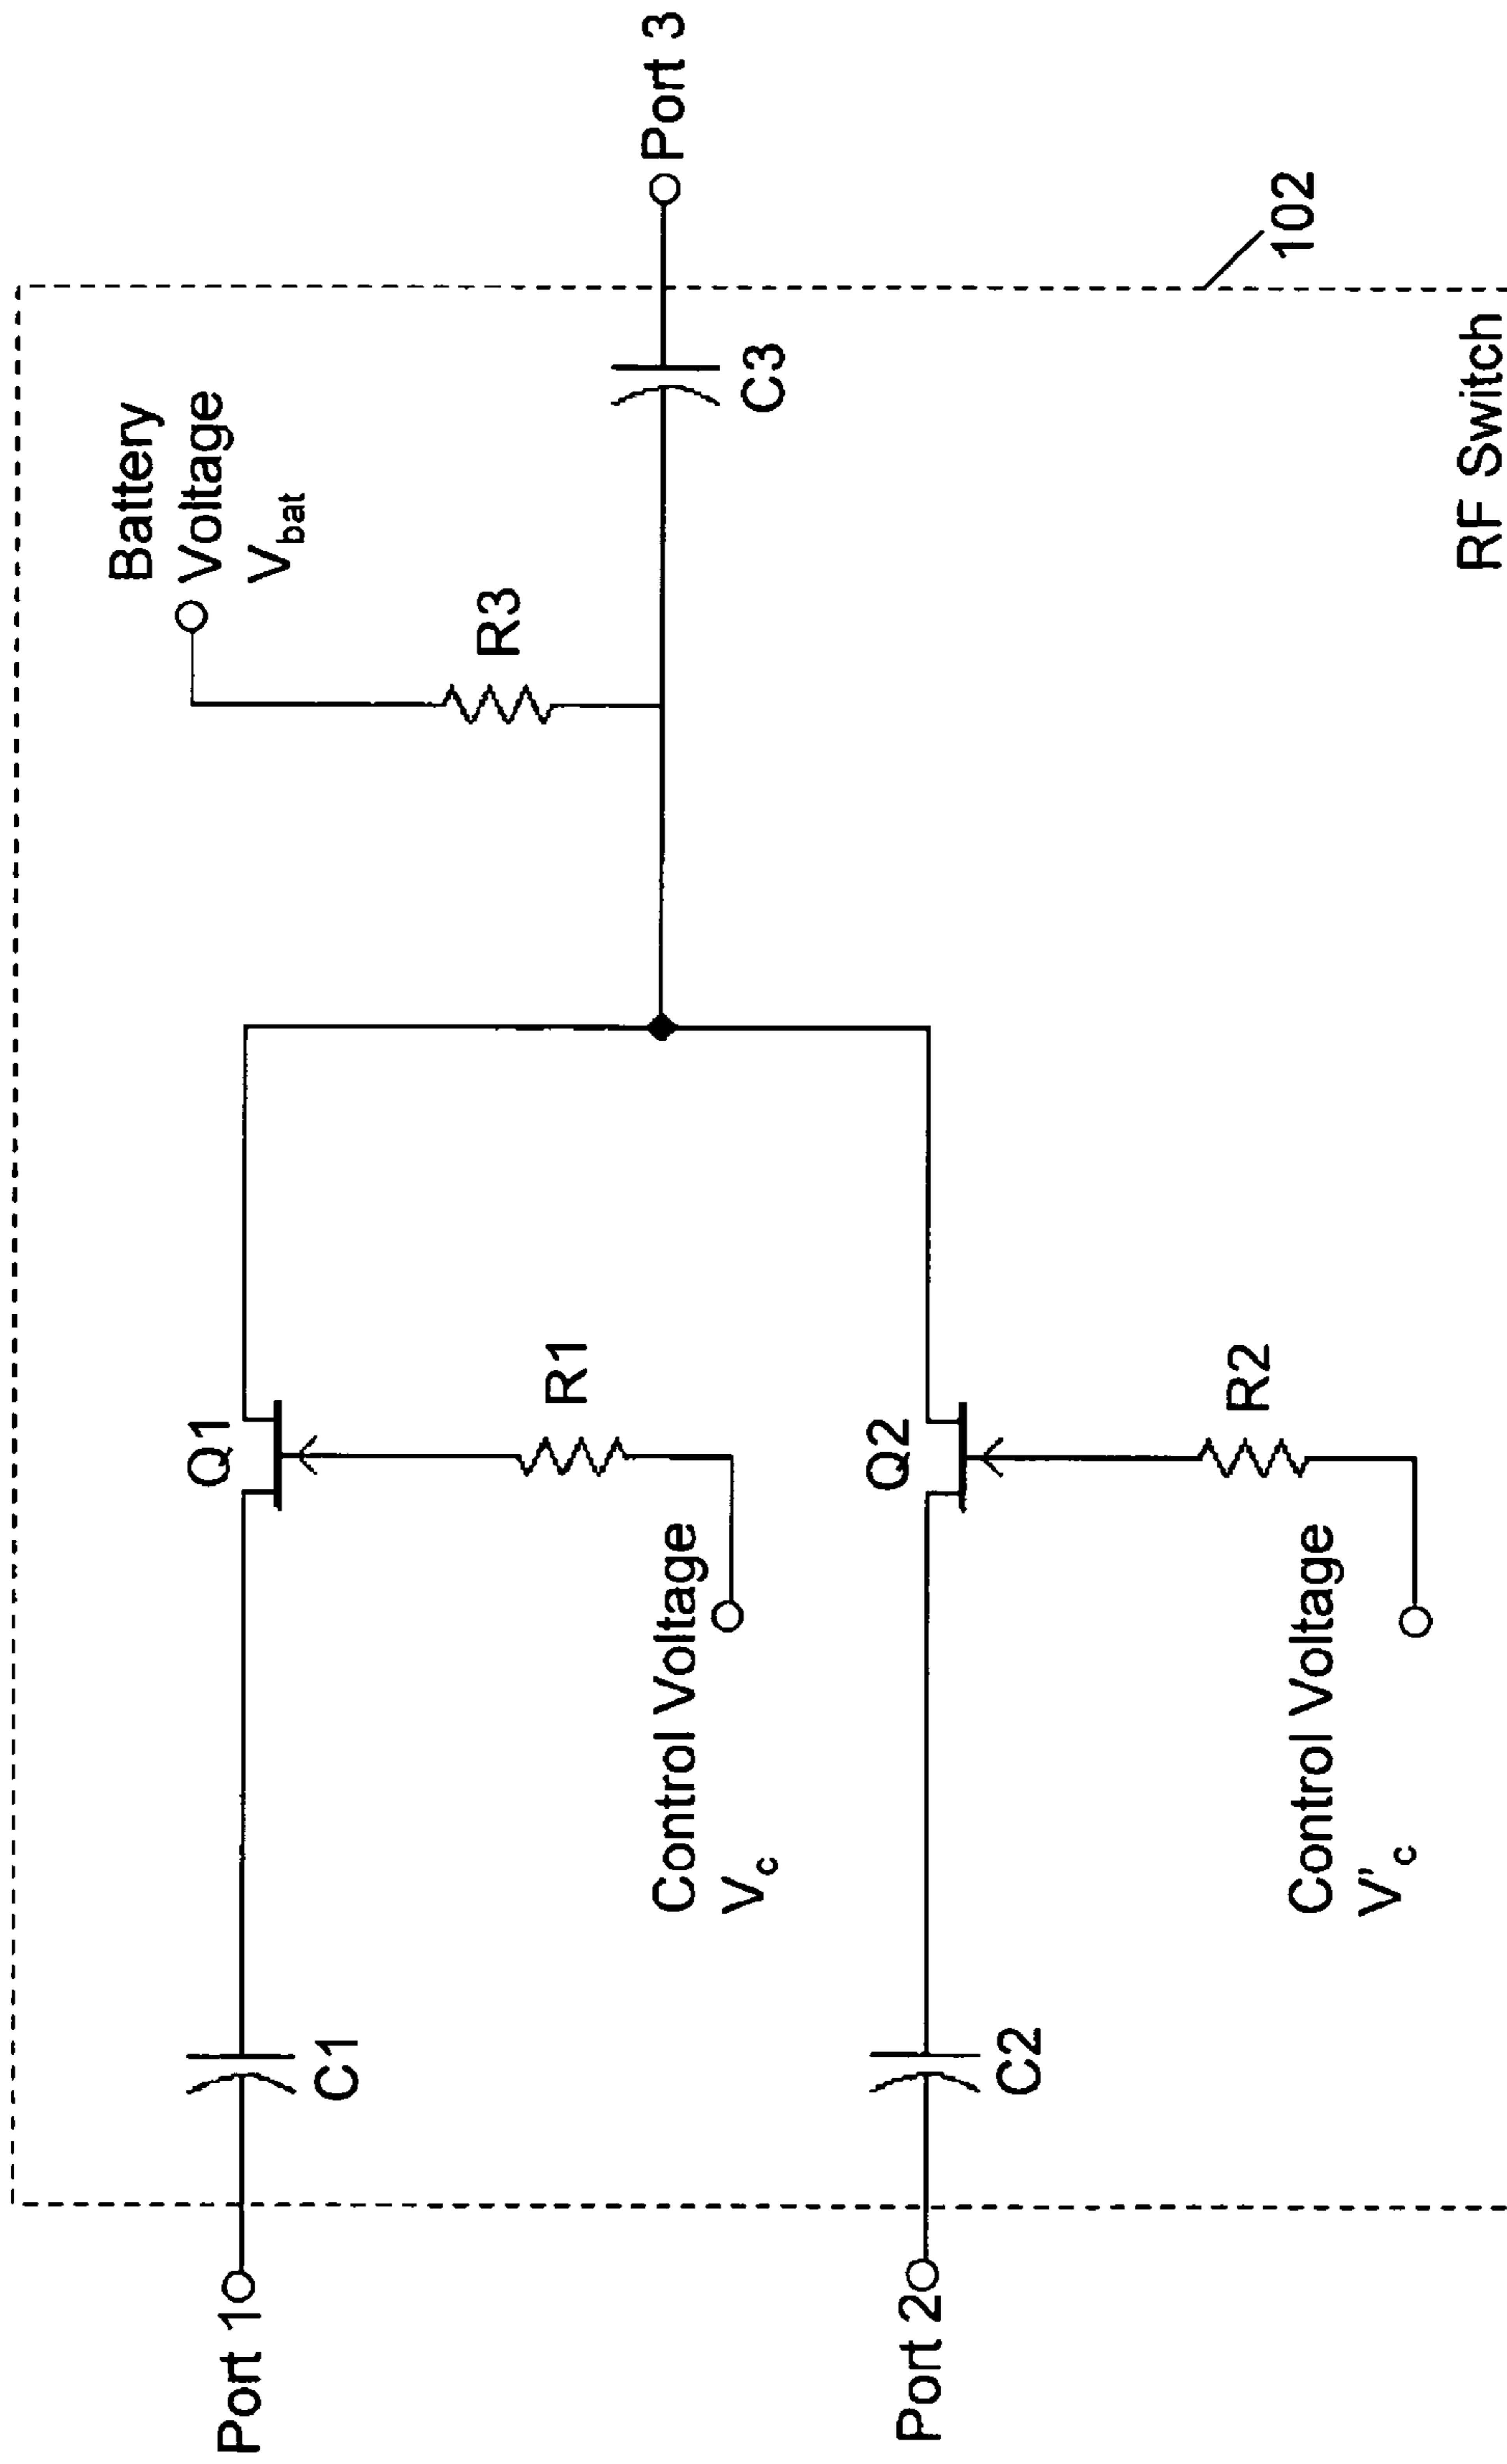 Battery
Voltage
V_bat
Port 1
C1
Q1
R1
Control Voltage
V_c
R3
C3
Port 3
Port 2
C2
Q2
R2
Control Voltage
V'_c
102
RF Switch